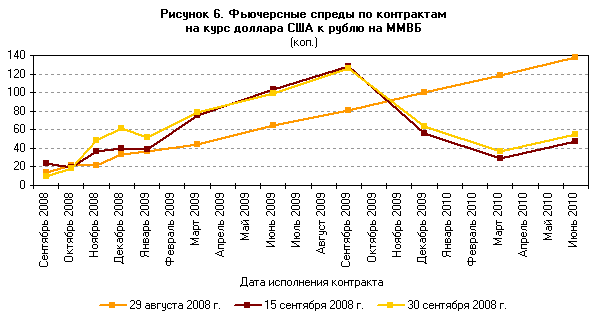 Рисунок 6. Фьючерсные спреды по контрактам
на курс доллара США к рублю на ММВБ
(коп.)
140
120
100
80
60
40
20
0
Сентябрь 2008
Октябрь 2008
Ноябрь 2008
Декабрь 2008
Январь 2009
Февраль 2009
Март 2009
Апрель 2009
Май 2009
Июнь 2009
Июль 2009
Август 2009
Сентябрь 2009
Октябрь 2009
Ноябрь 2009
Декабрь 2009
Январь 2010
Февраль 2010
Март 2010
Апрель 2010
Май 2010
Июнь 2010
Дата исполнения контракта
29 августа 2008 г.
15 сентября 2008 г.
30 сентября 2008 г.